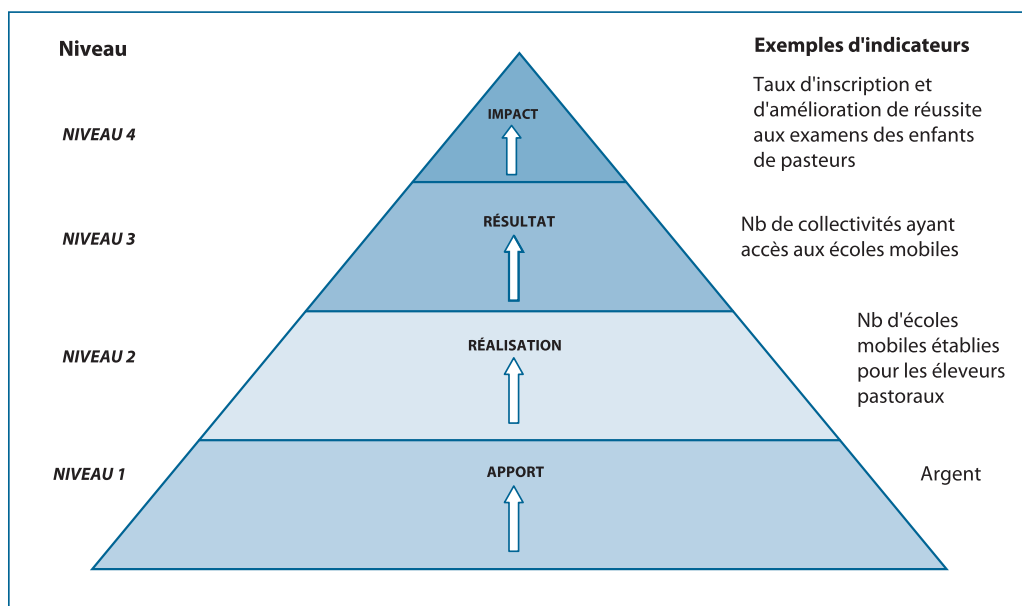 Niveau
Exemples d'indicateurs
NIVEAU 4
IMPACT
Taux d'inscription et
d'amélioration de réussite
aux examens des enfants
de pasteurs
NIVEAU 3
RÉSULTAT
Nb de collectivités ayant
accès aux écoles mobiles
NIVEAU 2
RÉALISATION
Nb d'écoles
mobiles établies
pour les éleveurs
pastoraux
NIVEAU 1
APPORT
Argent